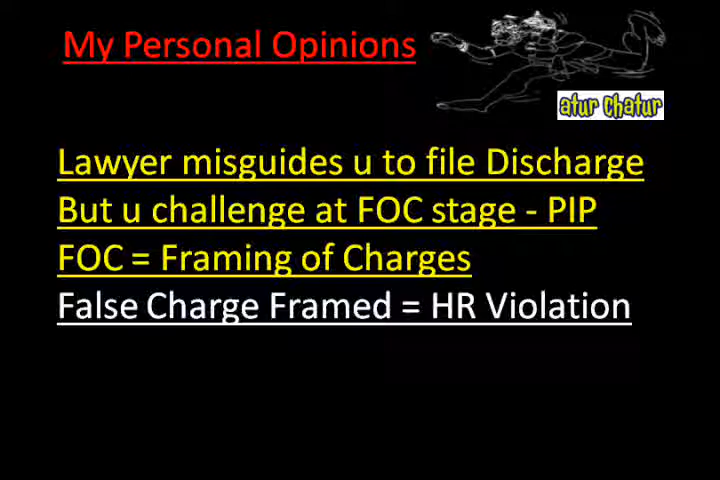 My Personal Opinions
atur chatur
Lawyer misguides u to file Discharge
But u challenge at FOC stage - PIP
FOC = Framing of Charges
False Charge Framed = HR Violation